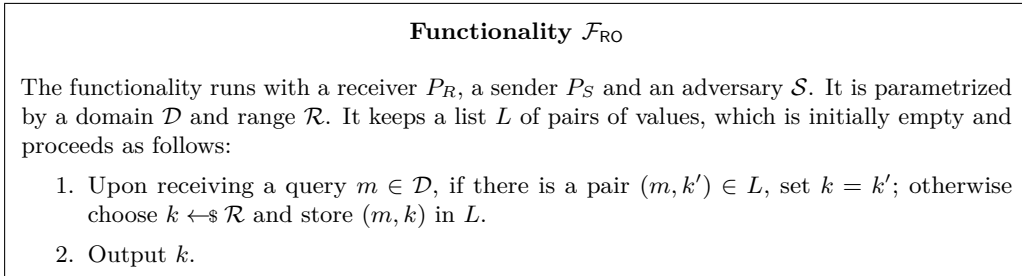 Functionality 𝓕RO
The functionality runs with a receiver P_R, a sender P_S and an adversary 𝒮. It is parametrized
by a domain 𝒟 and range ℛ. It keeps a list L of pairs of values, which is initially empty and
proceeds as follows:
1. Upon receiving a query m ∈ 𝒟, if there is a pair (m, k′) ∈ L, set k = k′; otherwise
choose k ←$ ℛ and store (m, k) in L.
2. Output k.